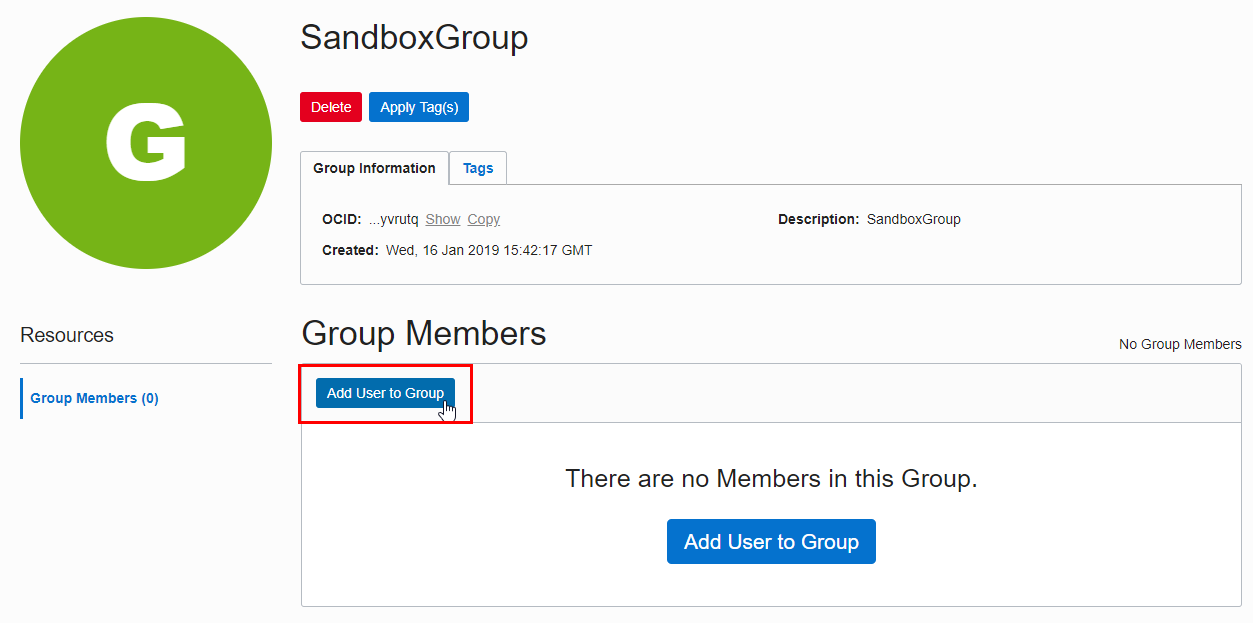 G
SandboxGroup
Delete Apply Tag(s)
Group Information Tags
OCID: ...yvrutq Show Copy Description: SandboxGroup
Created: Wed, 16 Jan 2019 15:42:17 GMT
Resources
Group Members (0)
Group Members
No Group Members
Add User to Group
There are no Members in this Group.
Add User to Group